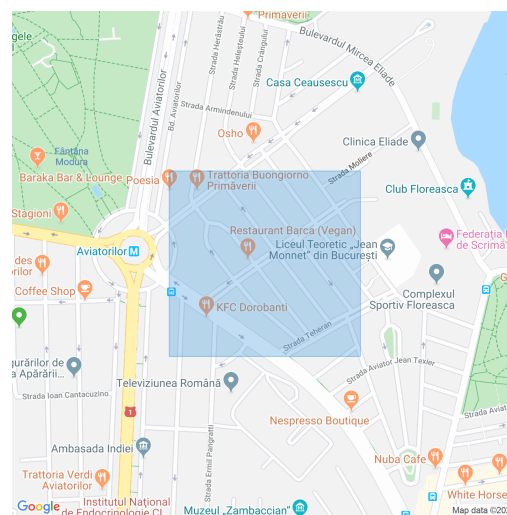 Primăverii
Bulevardul Mircea Eliade
Strada Herăstrău
Strada Heleșteului
Strada Crângului
Casa Ceausescu
Bulevardul Aviatorilor
Bd. Aviatorilor
Strada Armindenului
Osho
Clinica Eliade
Fântâna
Modura
Strada Moliere
Baraka Bar & Lounge
Poesia
Trattoria Buongiorno
Primăverii
Club Floreasca
Stagioni
Restaurant Barca (Vegan)
Federația
de Scrimă
Aviatorilor
M
Liceul Teoretic „Jean
Monnet” din București
Coffee Shop
Complexul
Sportiv Floreasca
KFC Dorobanti
Strada Teheran
Strada Aviator Jean Texier
Televiziunea Română
Strada Ioan Cantacuzino
1
Nespresso Boutique
Ambasada Indiei
Strada Ermil Pangratti
Nuba Cafe
Trattoria Verdi
Aviatorilor
White Horse
Institutul Național
de Endocrinologie
Muzeul „Zambaccian”
Google
Map data ©20